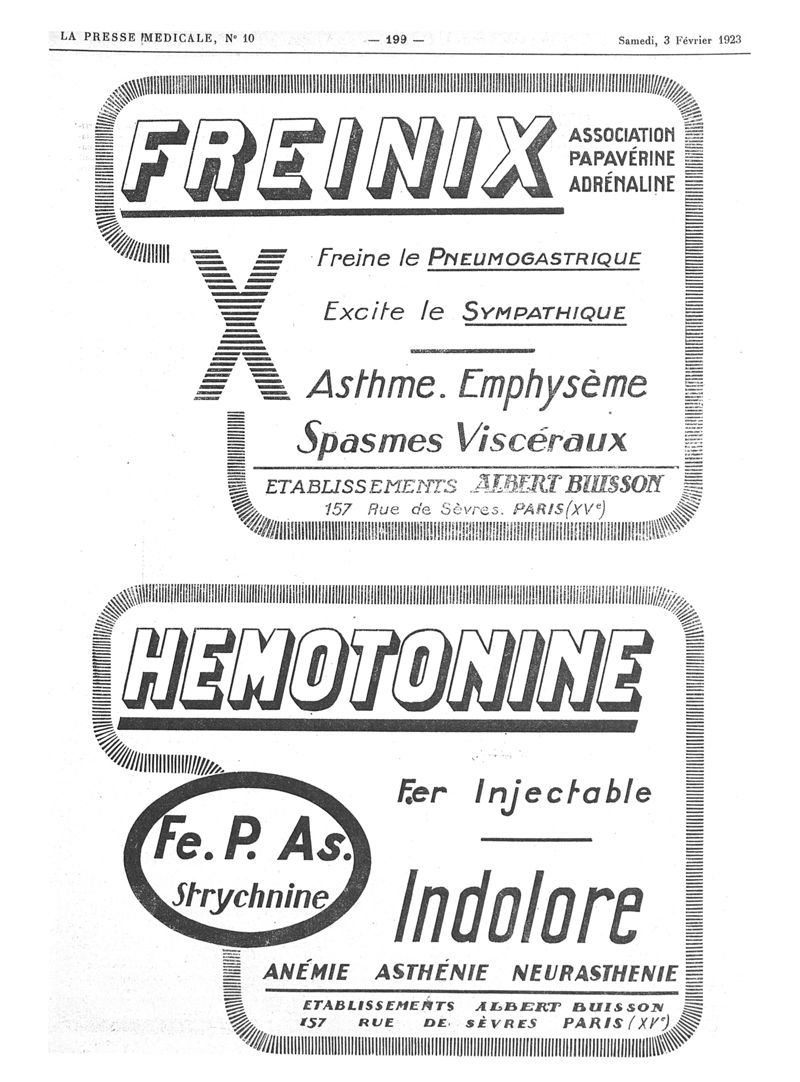 LA PRESSE MEDICALE, N° 10
— 199 —
Samedi, 3 Février 1923
FREINIX
ASSOCIATION
PAPAVÉRINE
ADRÉNALINE
X
Freine le PNEUMOGASTRIQUE
Excite le SYMPATHIQUE
Asthme. Emphysème
Spasmes Viscéraux
ETABLISSEMENTS ALBERT BUISSON
157 Rue de Sèvres. PARIS (XVe)
HEMOTONINE
Fe. P. As.
Strychnine
Fer Injectable
Indolore
ANÉMIE ASTHÉNIE NEURASTHENIE
ETABLISSEMENTS ALBERT BUISSON
157 RUE DE SÈVRES PARIS (XVe)